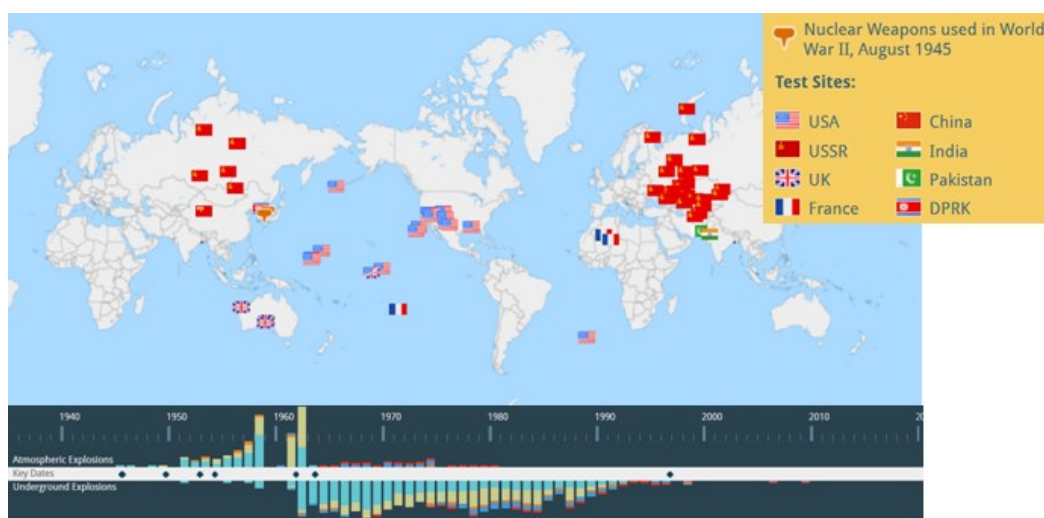 Nuclear Weapons used in World
War II, August 1945
Test Sites:
USA
China
USSR
India
UK
Pakistan
France
DPRK
1940 1950 1960 1970 1980 1990 2000 2010 20
Atmospheric Explosions
Key Dates
Underground Explosions